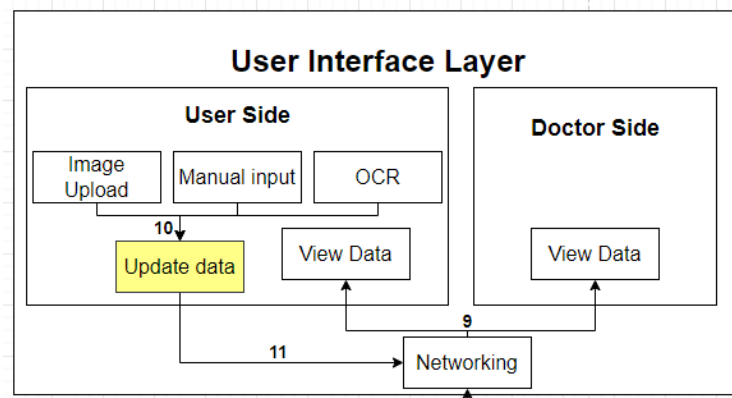 User Interface Layer
User Side
Doctor Side
Image
Upload
Manual input
OCR
10
Update data
View Data
View Data
9
11
Networking